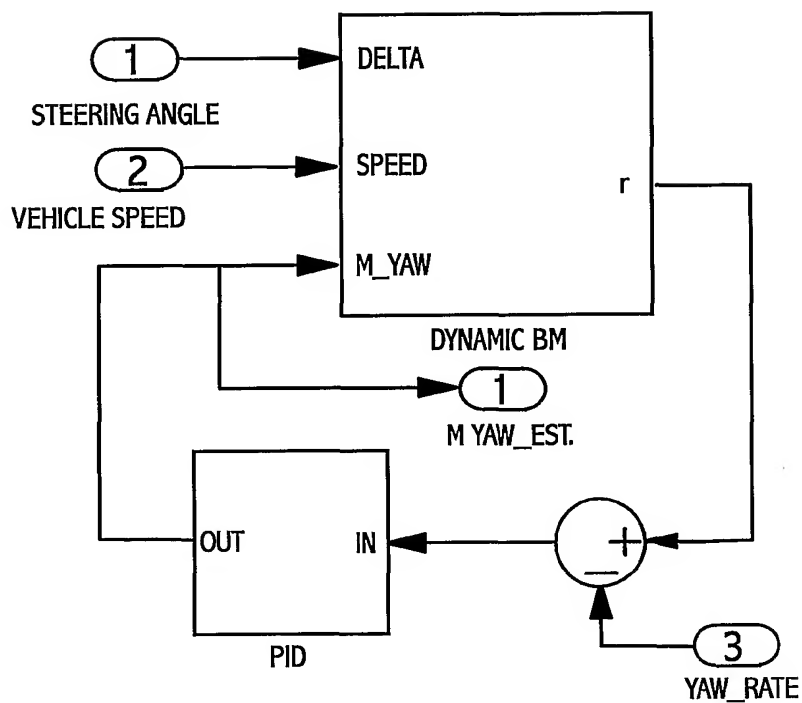 1
DELTA
STEERING ANGLE
2
SPEED
r
VEHICLE SPEED
M_YAW
DYNAMIC BM
1
M YAW_EST.
OUT
IN
+
—
PID
3
YAW_RATE